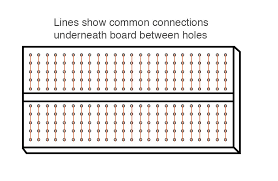 Lines show common connections
underneath board between holes